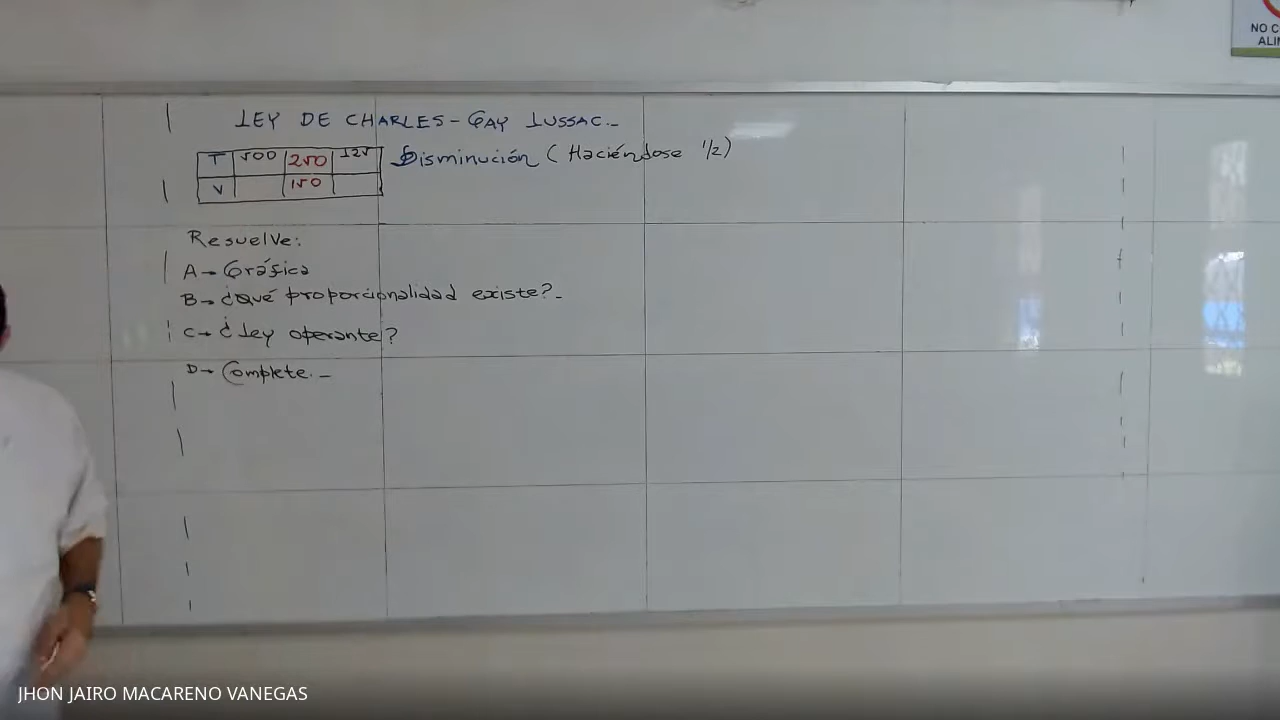 NO C
ALIM
LEY DE CHARLES-GAY LUSSAC.-
T 500 250 125 Disminución (Haciéndose 1/2)
V 150
Resuelve:
A→ Gráfica
B→ ¿Qué proporcionalidad existe?.-
C→ ¿Ley operante?
D→ Complete.-
JHON JAIRO MACARENO VANEGAS